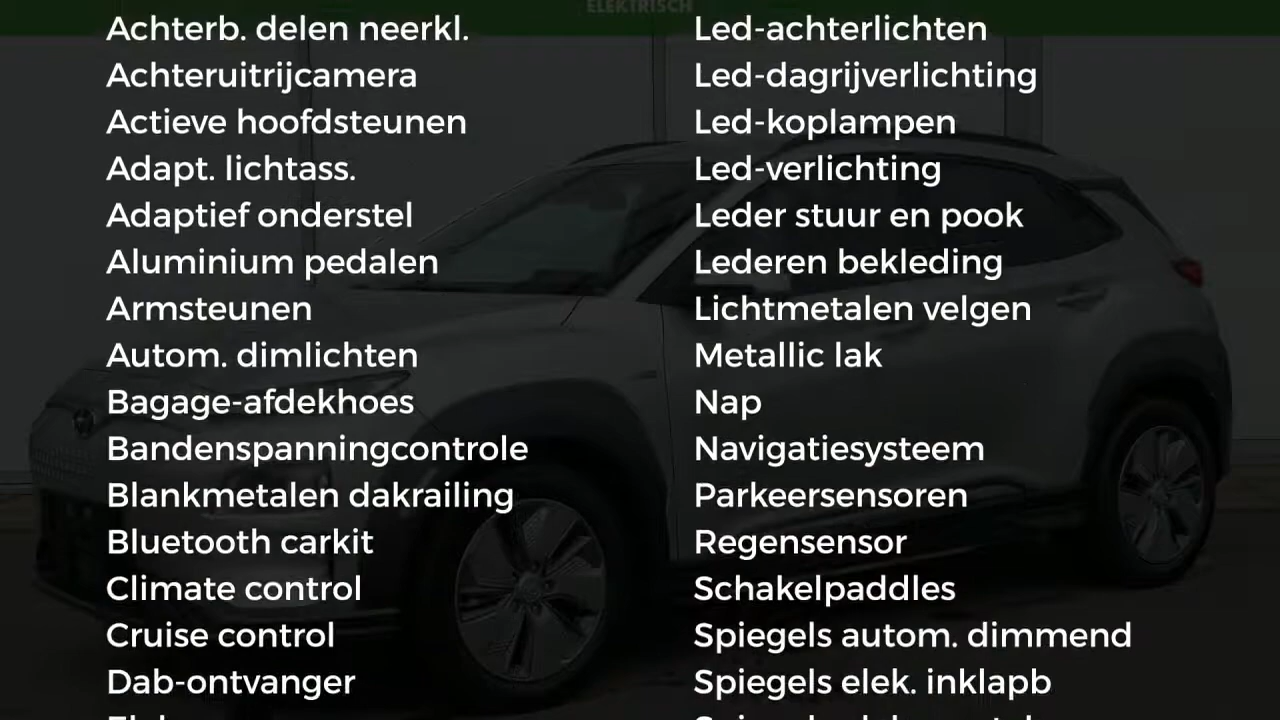 ELEKTRISCH
Achterb. delen neerkl.
Achteruitrijcamera
Actieve hoofdsteunen
Adapt. lichtass.
Adaptief onderstel
Aluminium pedalen
Armsteunen
Autom. dimlichten
Bagage-afdekhoes
Bandenspanningcontrole
Blankmetalen dakrailing
Bluetooth carkit
Climate control
Cruise control
Dab-ontvanger
Led-achterlichten
Led-dagrijverlichting
Led-koplampen
Led-verlichting
Leder stuur en pook
Lederen bekleding
Lichtmetalen velgen
Metallic lak
Nap
Navigatiesysteem
Parkeersensoren
Regensensor
Schakelpaddles
Spiegels autom. dimmend
Spiegels elek. inklapb